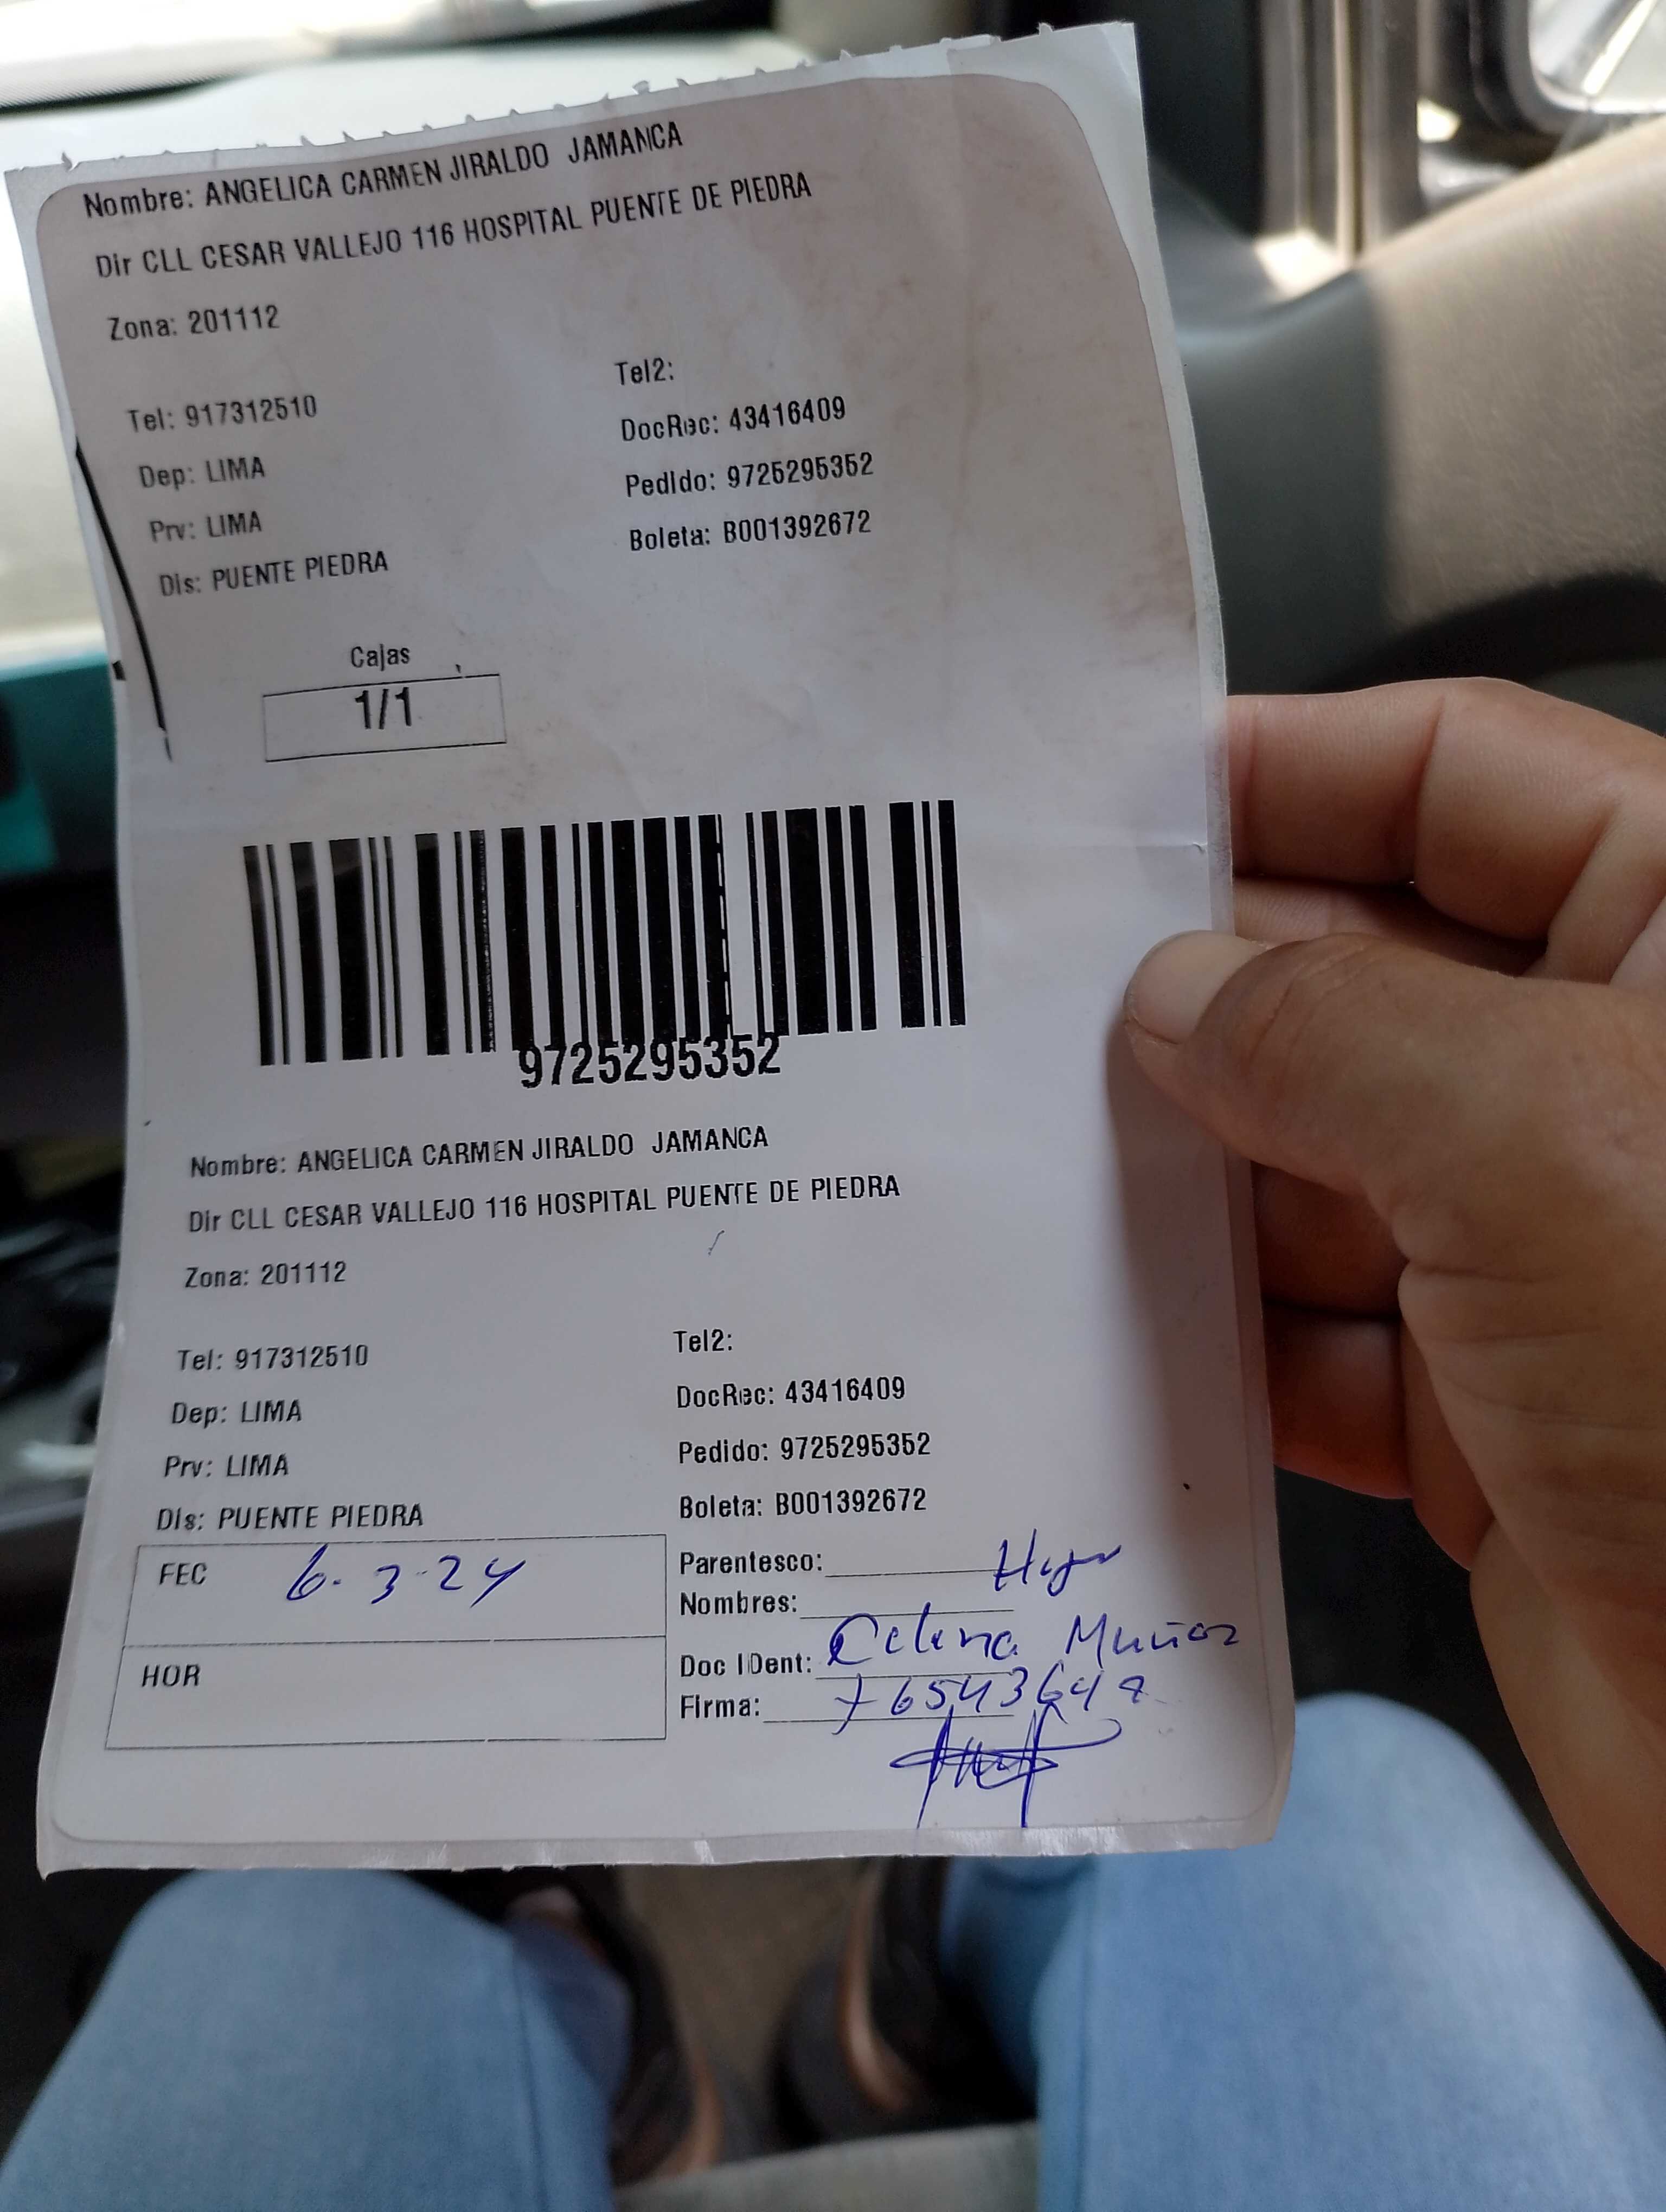 Nombre: ANGELICA CARMEN JIRALDO JAMANCA
Dir CLL CESAR VALLEJO 116 HOSPITAL PUENTE DE PIEDRA
Zona: 201112
Tel2:
Tel: 917312510
DocRec: 43416409
Dep: LIMA
Pedido: 9725295352
Prv: LIMA
Boleta: B001392672
Dis: PUENTE PIEDRA
Cajas
1/1
9725295352
Nombre: ANGELICA CARMEN JIRALDO JAMANCA
Dir CLL CESAR VALLEJO 116 HOSPITAL PUENTE DE PIEDRA
Zona: 201112
Tel2:
Tel: 917312510
DocRec: 43416409
Dep: LIMA
Pedido: 9725295352
Prv: LIMA
Boleta: B001392672
Dis: PUENTE PIEDRA
FEC 6-3-24
Parentesco:
Nombres:
HOR
Doc IDent: Celena Muñoz
Firma: